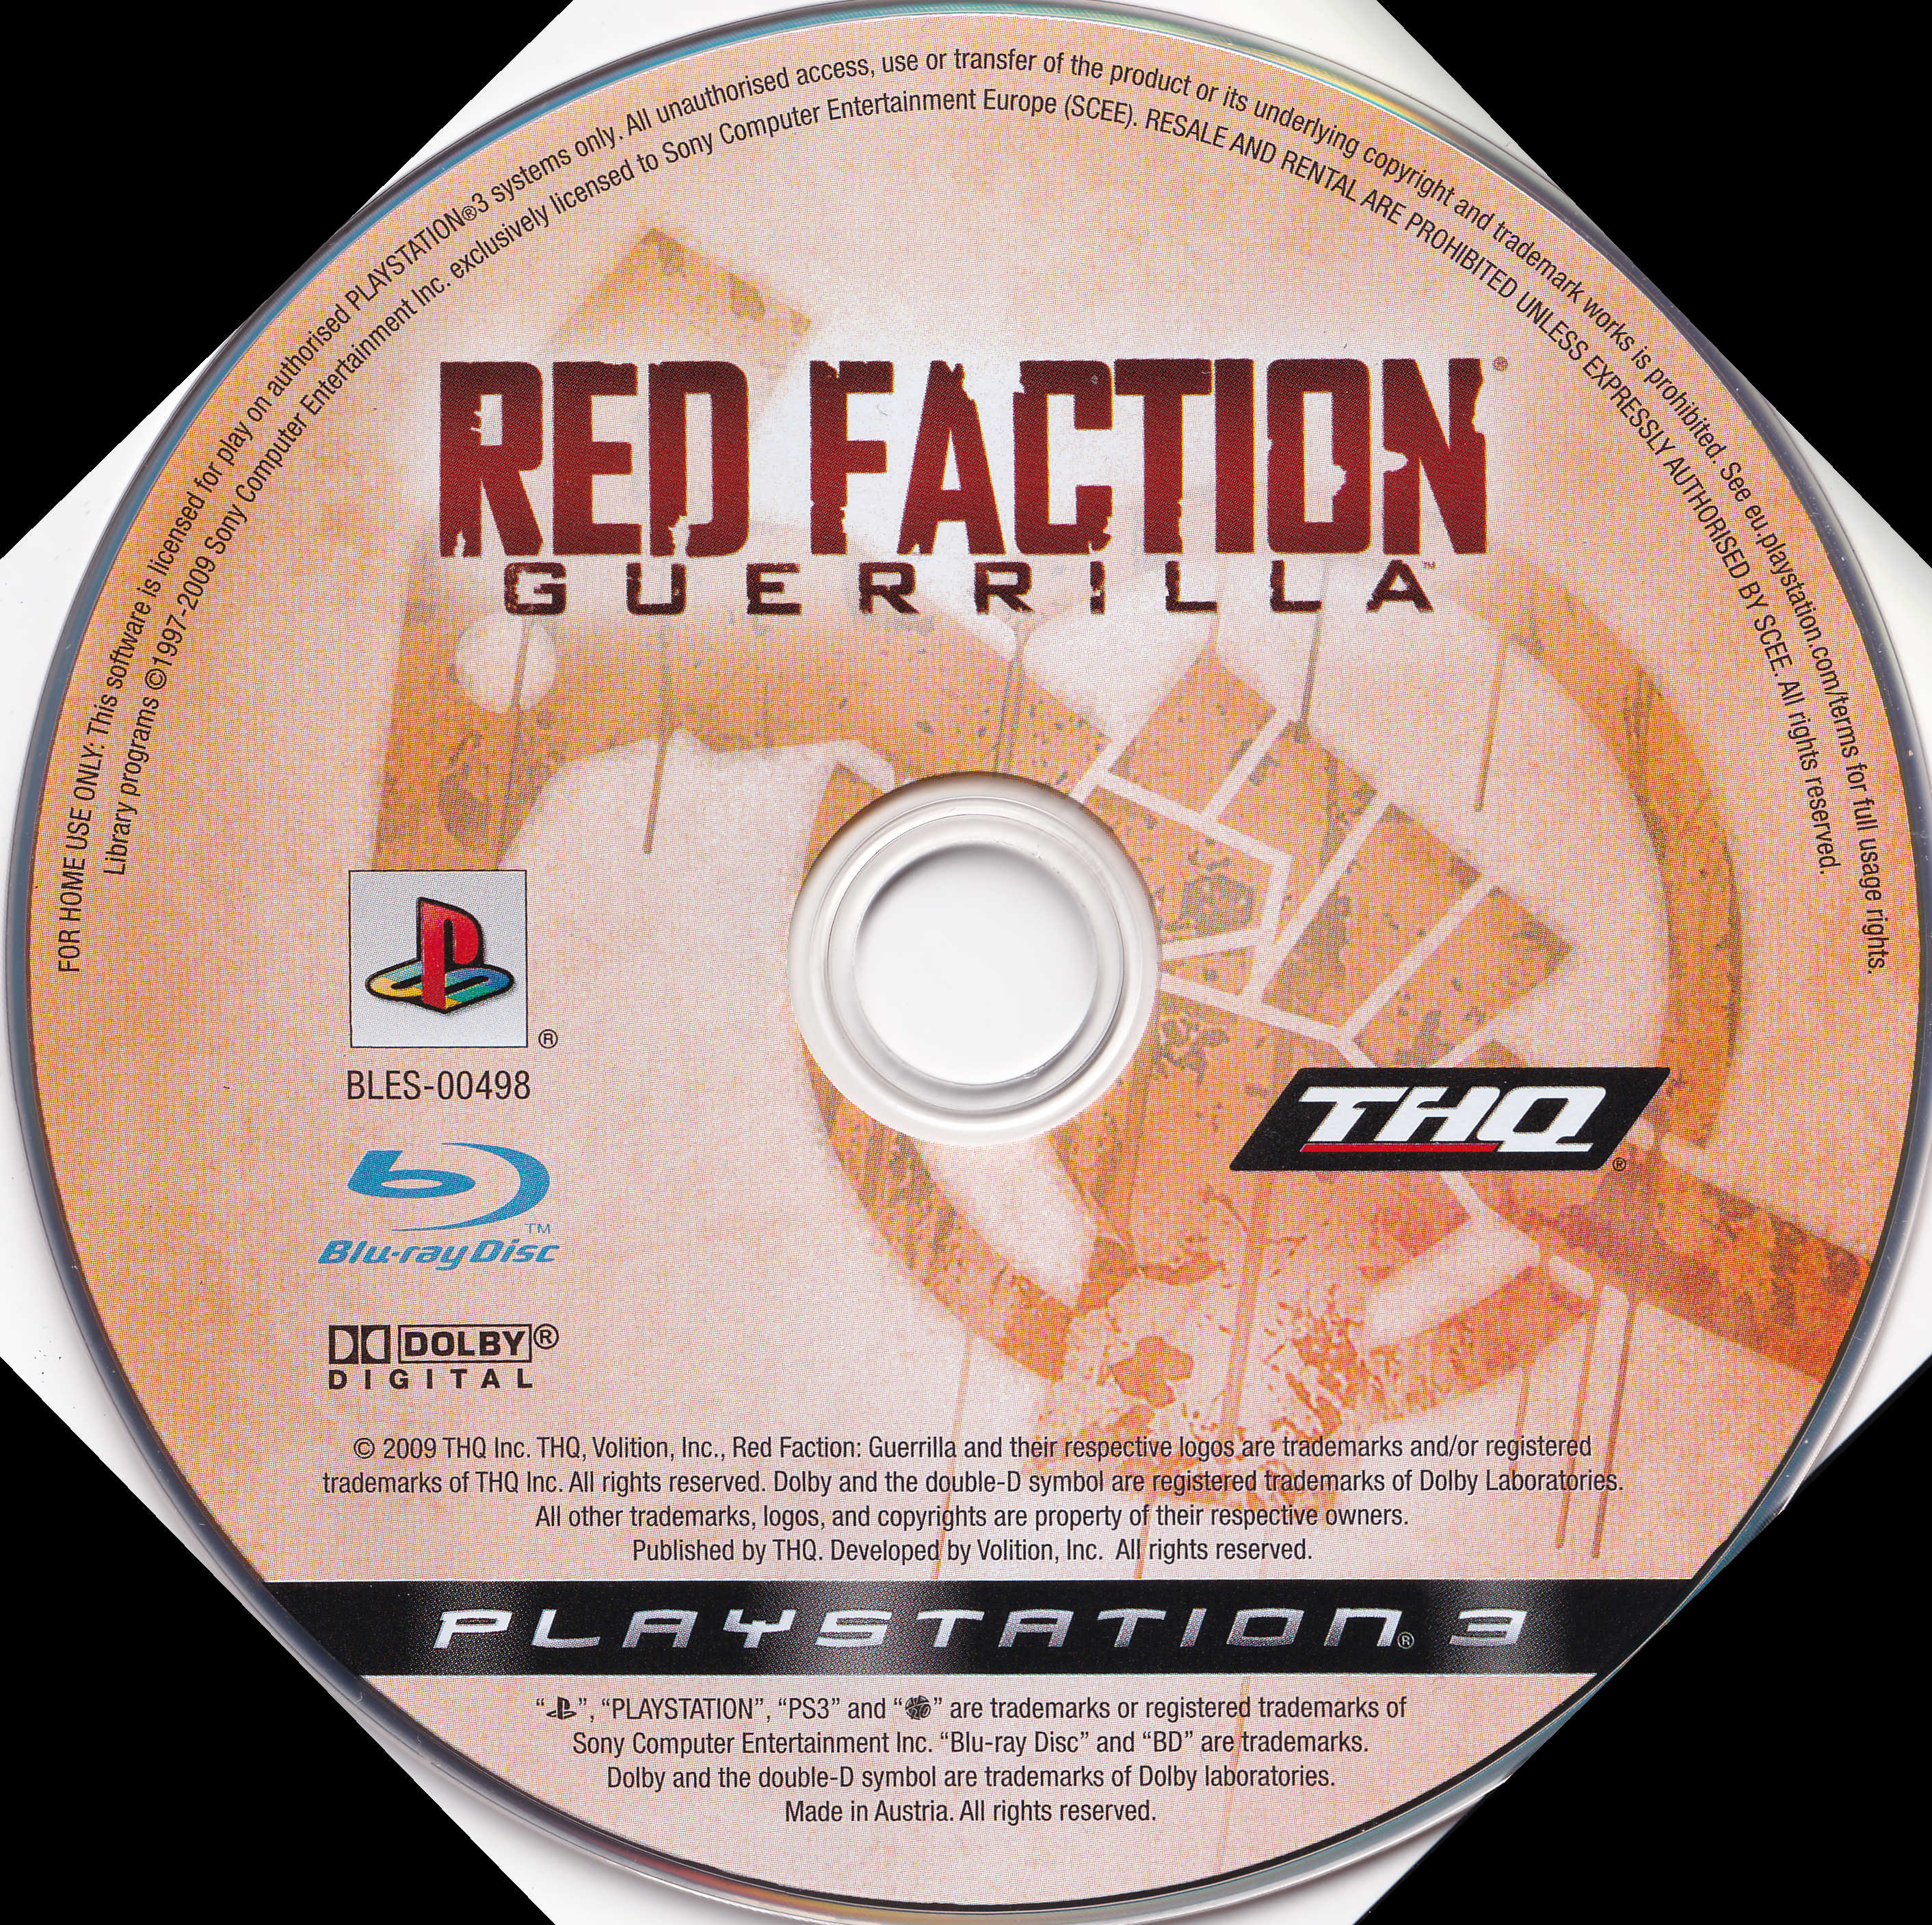 FOR HOME USE ONLY: This software is licensed for play on authorised PLAYSTATION®3 systems only. All unauthorised access, use or transfer of the product or its underlying copyright and trademark works is prohibited. See eu.playstation.com/terms for full usage rights.
Library programs ©1997-2009 Sony Computer Entertainment Inc. exclusively licensed to Sony Computer Entertainment Europe (SCEE). RESALE AND RENTAL ARE PROHIBITED UNLESS EXPRESSLY AUTHORISED BY SCEE. All rights reserved.
RED FACTION®
GUERRILLA™
®
BLES-00498
THQ®
™
Blu-ray Disc
DOLBY®
DIGITAL
© 2009 THQ Inc. THQ, Volition, Inc., Red Faction: Guerrilla and their respective logos are trademarks and/or registered
trademarks of THQ Inc. All rights reserved. Dolby and the double-D symbol are registered trademarks of Dolby Laboratories.
All other trademarks, logos, and copyrights are property of their respective owners.
Published by THQ. Developed by Volition, Inc. All rights reserved.
PLAYSTATION®3
“ ”, “PLAYSTATION”, “PS3” and “ ” are trademarks or registered trademarks of
Sony Computer Entertainment Inc. “Blu-ray Disc” and “BD” are trademarks.
Dolby and the double-D symbol are trademarks of Dolby laboratories.
Made in Austria. All rights reserved.